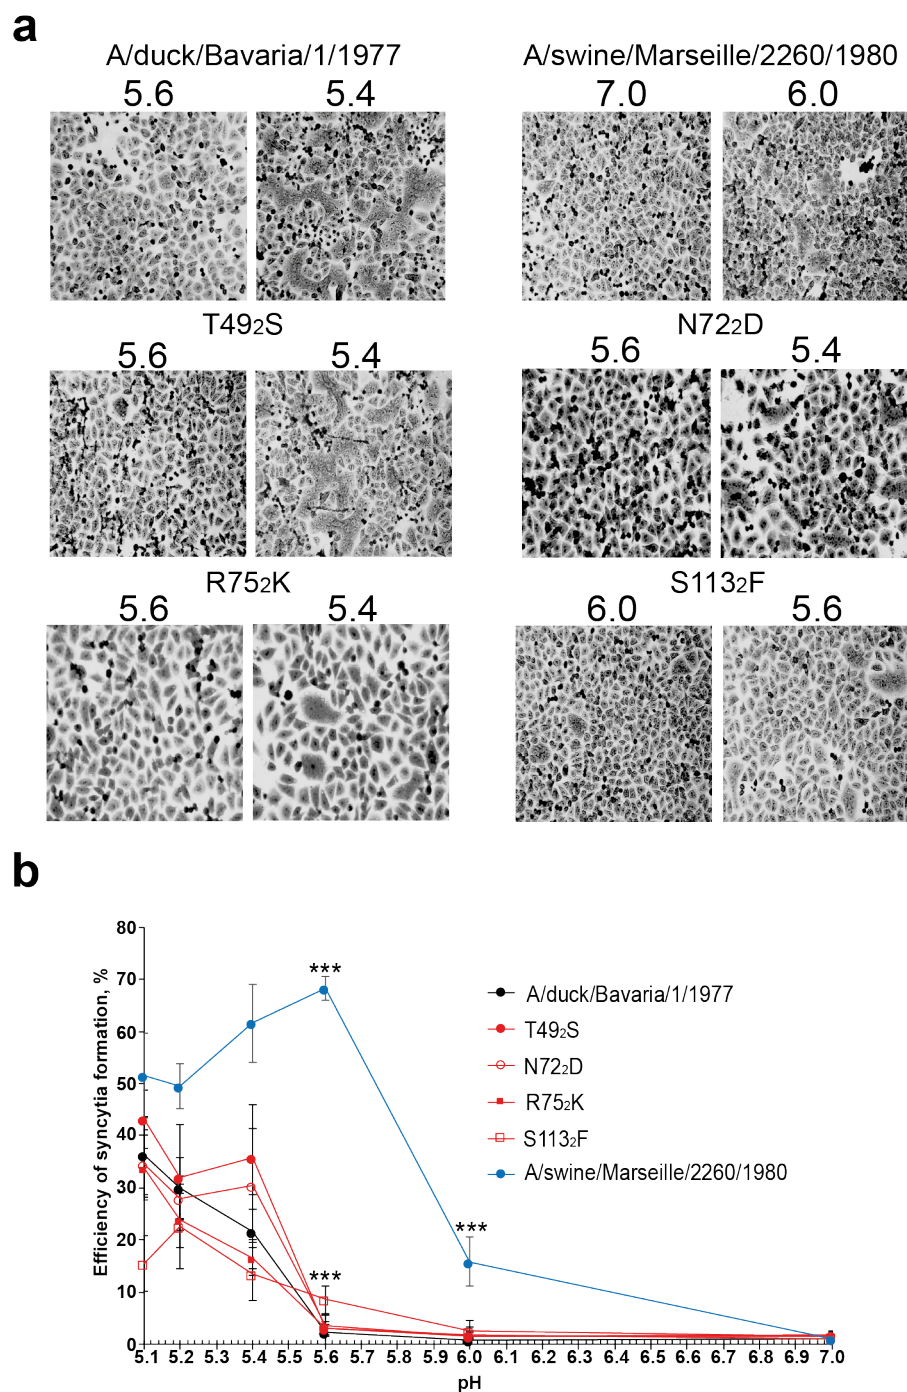 a
A/duck/Bavaria/1/1977
A/swine/Marseille/2260/1980
5.6
5.4
7.0
6.0
T49₂S
N72₂D
5.6
5.4
5.6
5.4
R75₂K
S113₂F
5.6
5.4
6.0
5.6
b
Efficiency of syncytia formation, %
80
70
60
50
40
30
20
10
0
***
***
***
A/duck/Bavaria/1/1977
T49₂S
N72₂D
R75₂K
S113₂F
A/swine/Marseille/2260/1980
5.1 5.2 5.3 5.4 5.5 5.6 5.7 5.8 5.9 6.0 6.1 6.2 6.3 6.4 6.5 6.6 6.7 6.8 6.9 7.0
pH